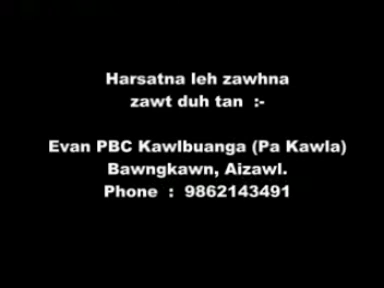 Harsatna leh zawhna
zawt duh tan :-
Evan PBC Kawlbuanga (Pa Kawla)
Bawngkawn, Aizawl.
Phone : 9862143491